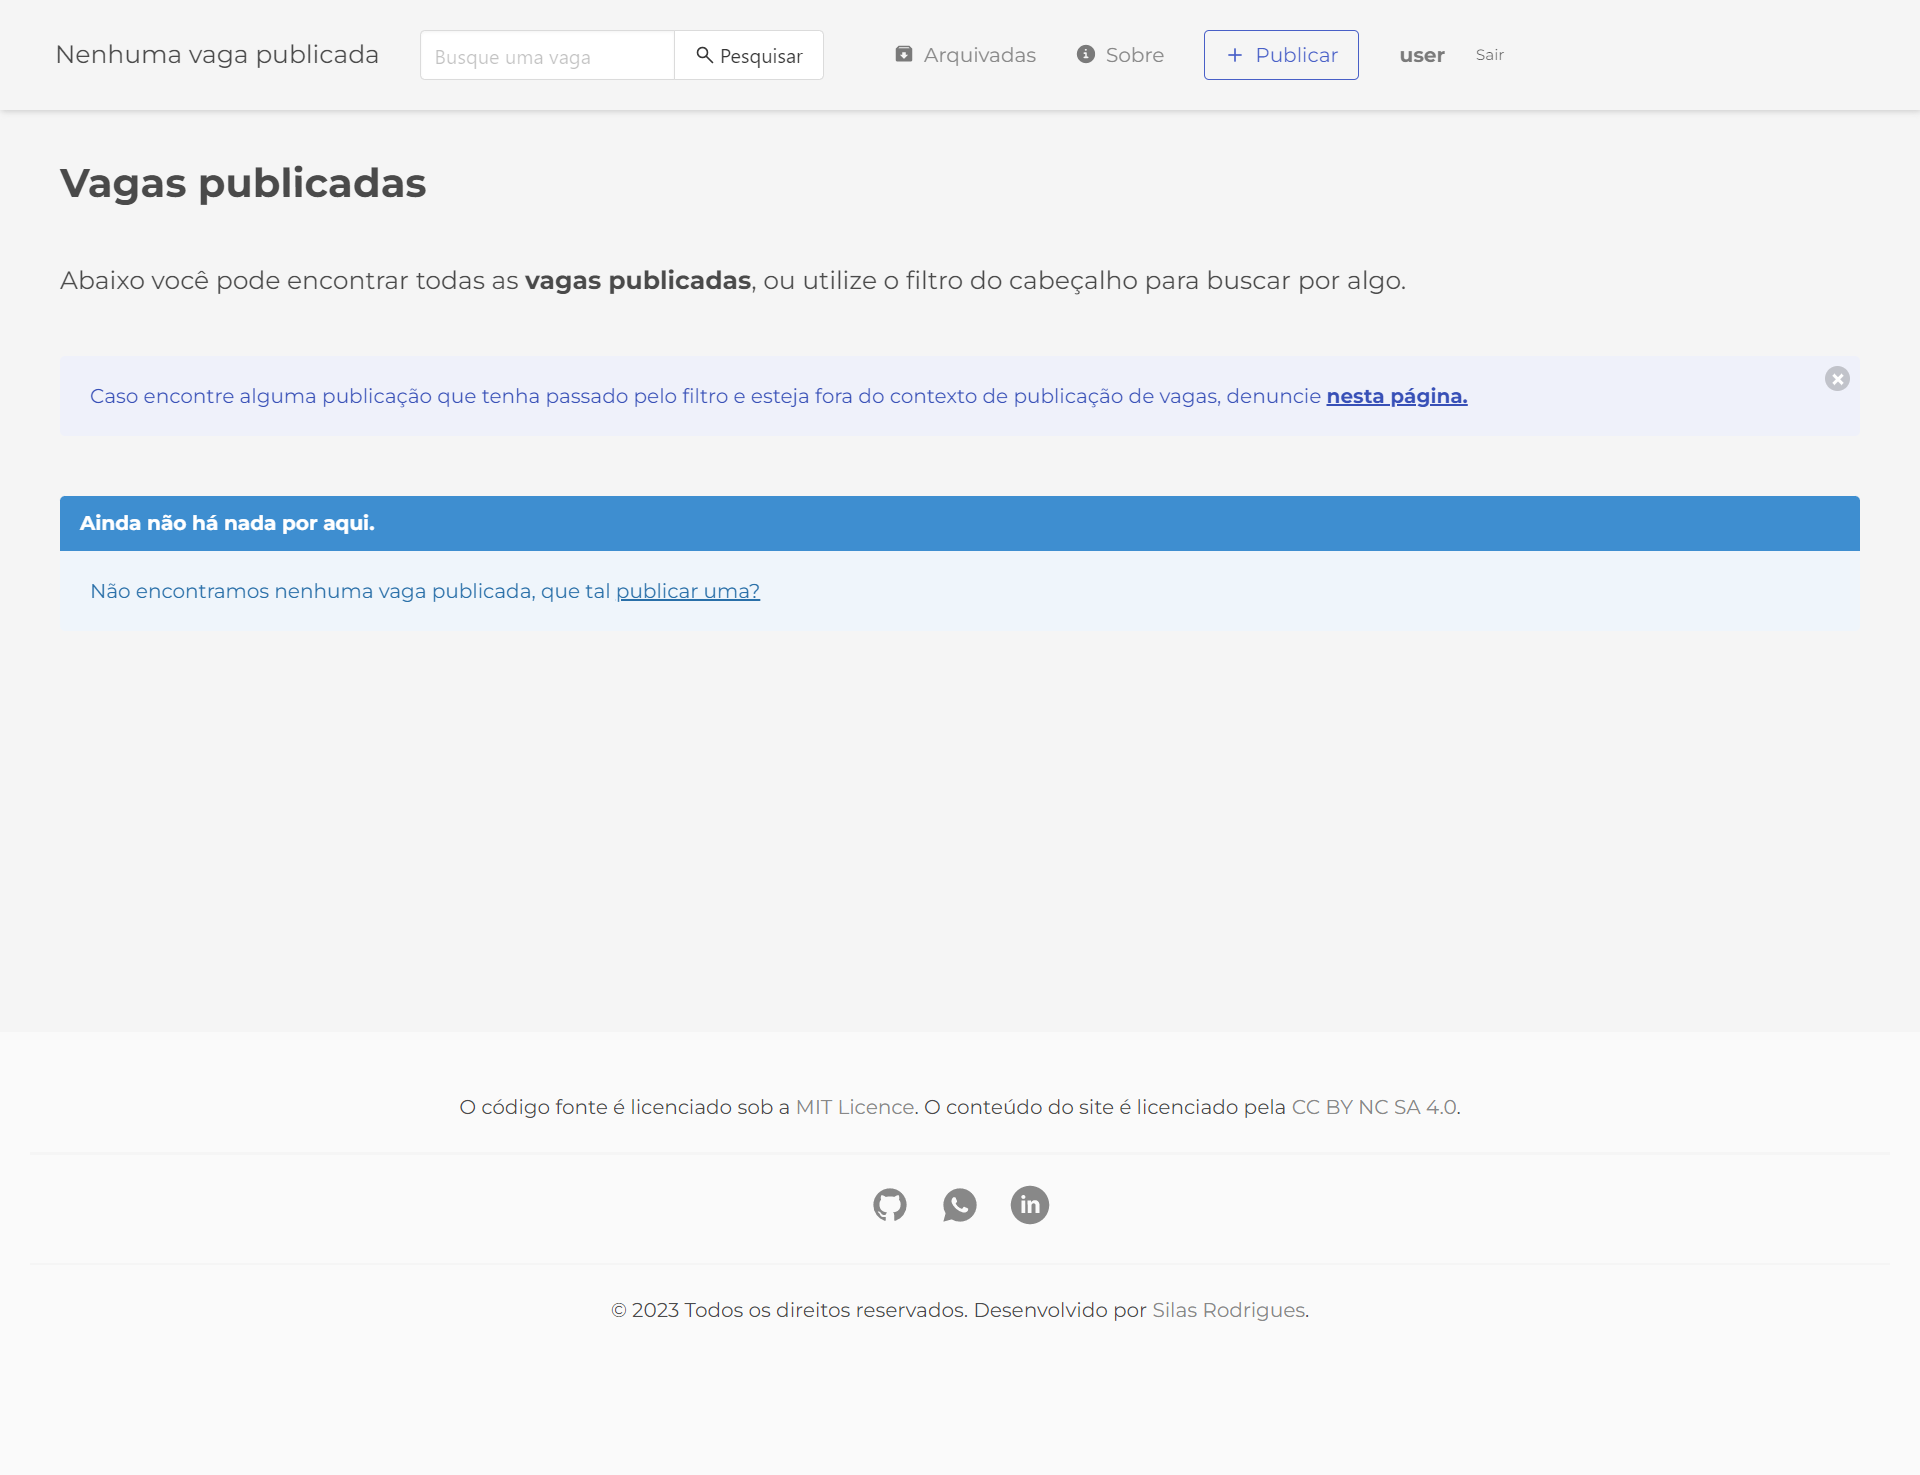 Nenhuma vaga publicada
Busque uma vaga
Pesquisar
Arquivadas
Sobre
Publicar
user
Sair
Vagas publicadas
Abaixo você pode encontrar todas as vagas publicadas, ou utilize o filtro do cabeçalho para buscar por algo.
Caso encontre alguma publicação que tenha passado pelo filtro e esteja fora do contexto de publicação de vagas, denuncie nesta página.
Ainda não há nada por aqui.
Não encontramos nenhuma vaga publicada, que tal publicar uma?
O código fonte é licenciado sob a MIT Licence. O conteúdo do site é licenciado pela CC BY NC SA 4.0.
in
© 2023 Todos os direitos reservados. Desenvolvido por Silas Rodrigues.